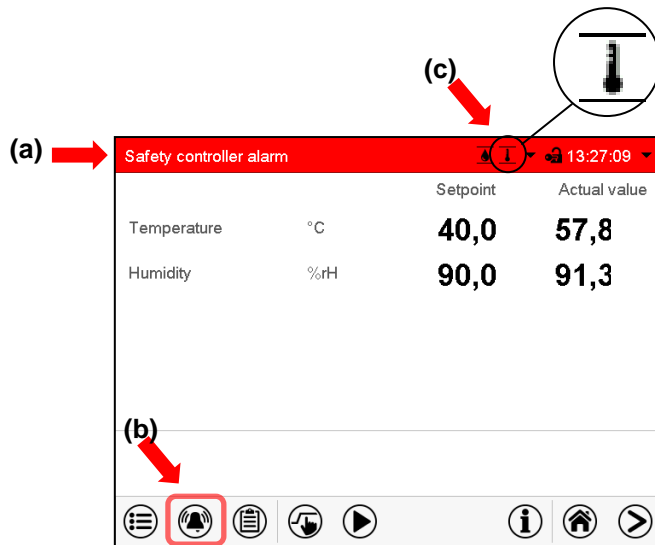 (c)
(a)
Safety controller alarm 13:27:09
Setpoint Actual value
Temperature °C 40,0 57,8
Humidity %rH 90,0 91,3
(b)